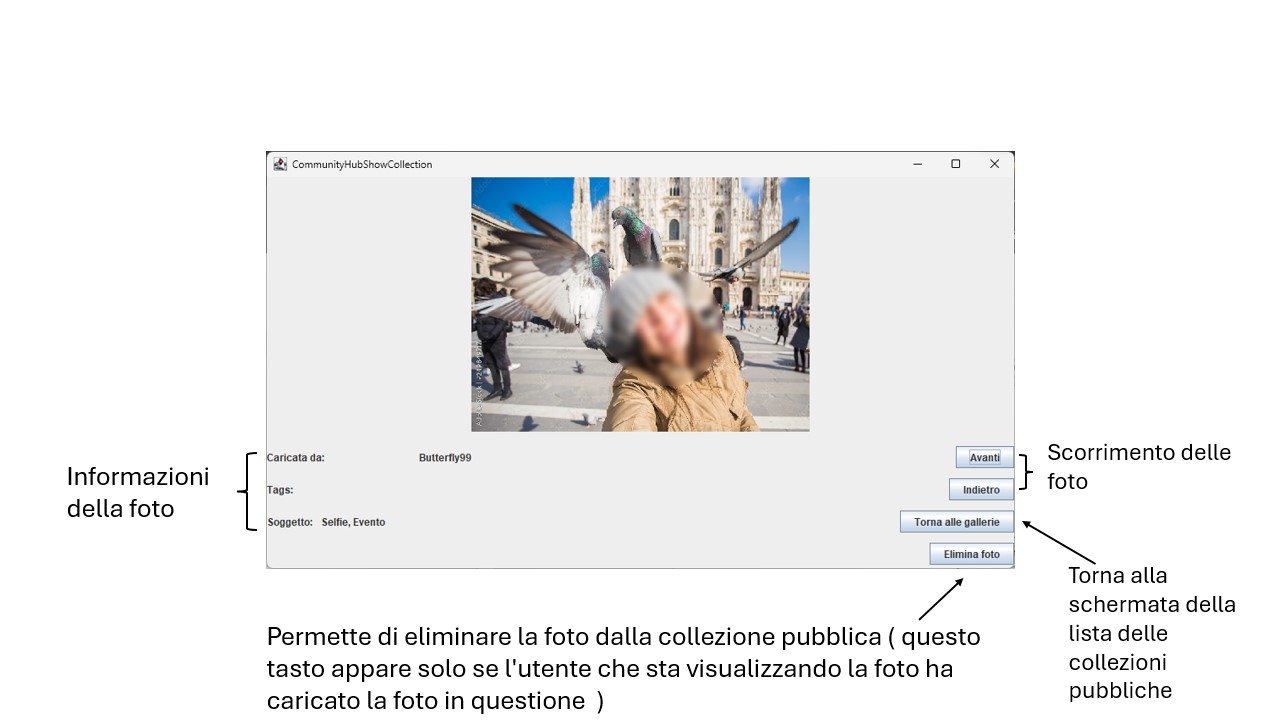 CommunityHubShowCollection
Caricata da: Butterfly99
Avanti
Tags:
Indietro
Soggetto: Selfie, Evento
Torna alle gallerie
Elimina foto
Informazioni
della foto
Scorrimento delle
foto
Torna alla
schermata della
lista delle
collezioni
pubbliche
Permette di eliminare la foto dalla collezione pubblica ( questo
tasto appare solo se l'utente che sta visualizzando la foto ha
caricato la foto in questione )